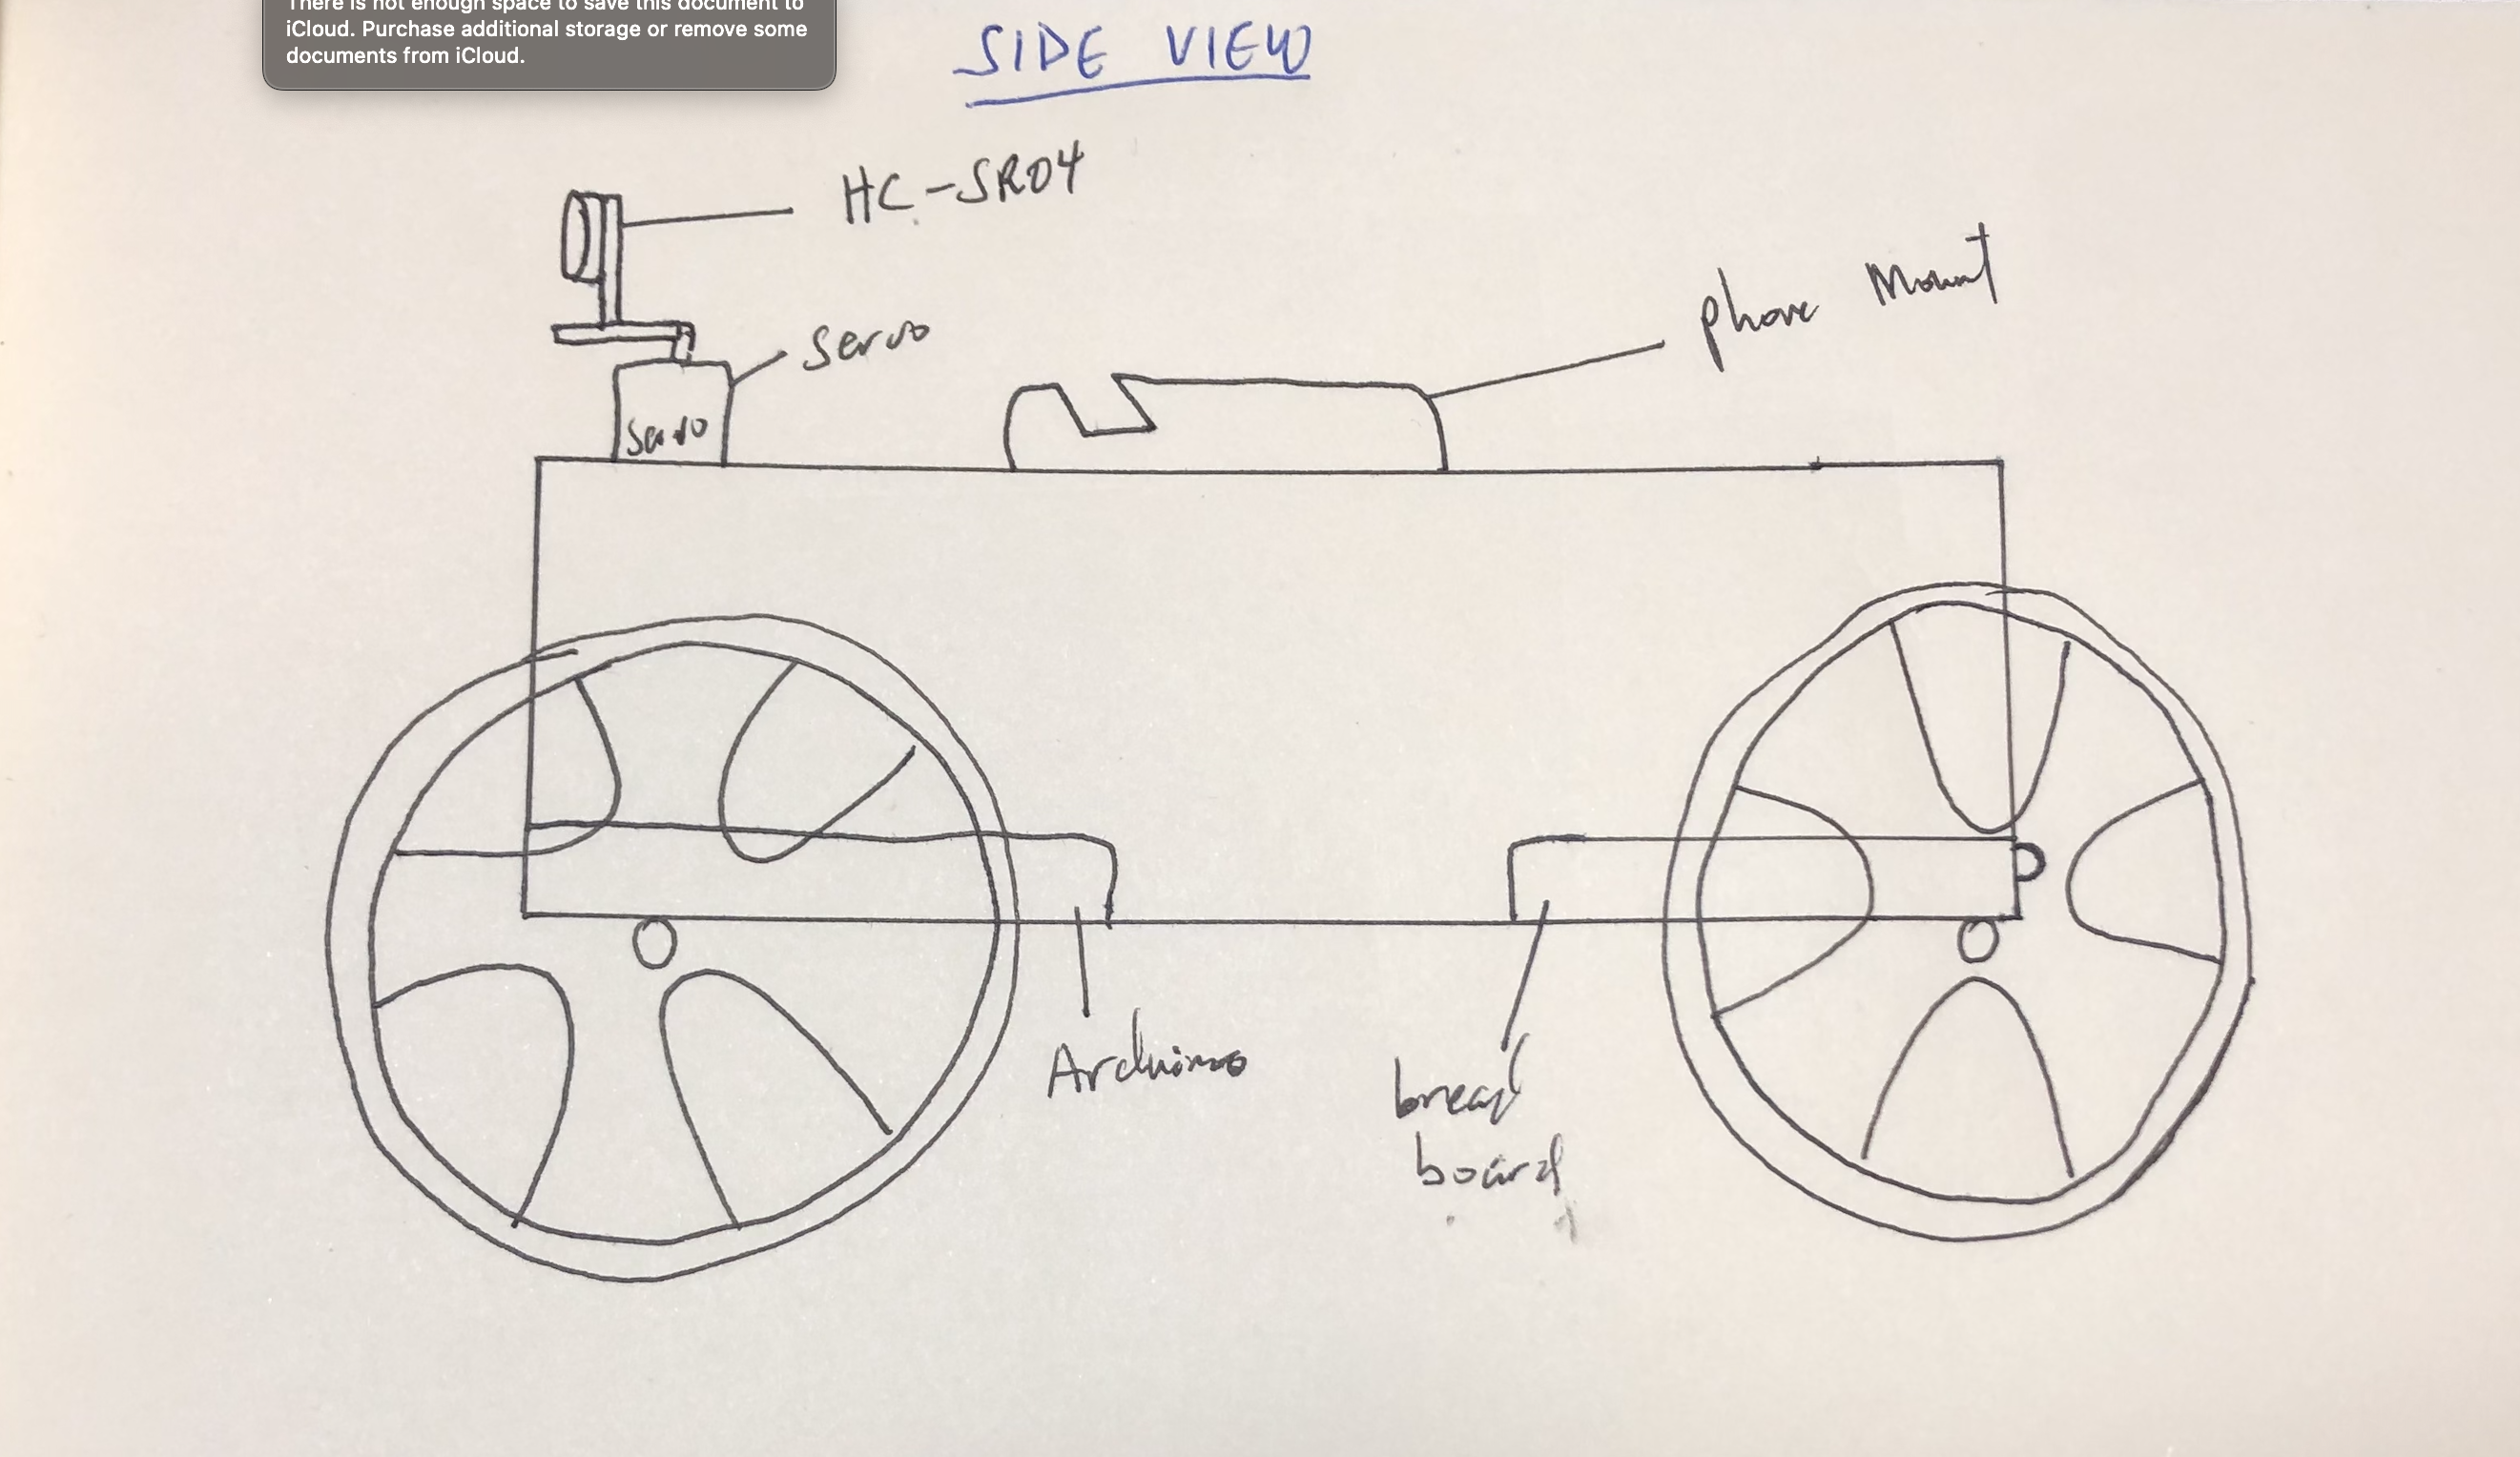 There is not enough space to save this document to
iCloud. Purchase additional storage or remove some
documents from iCloud.
SIDE VIEW
HC-SR04
phone Mount
servo
servo
Arduino
bread
board